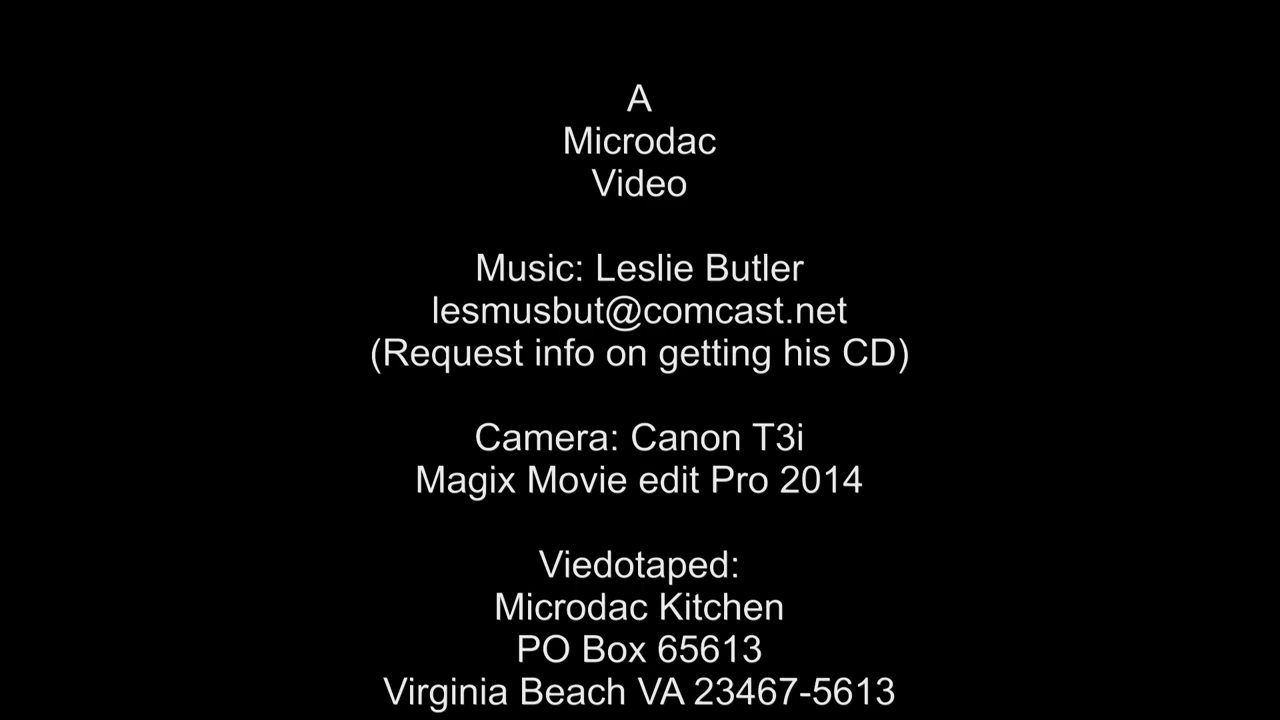 A
Microdac
Video
Music: Leslie Butler
lesmusbut@comcast.net
(Request info on getting his CD)
Camera: Canon T3i
Magix Movie edit Pro 2014
Viedotaped:
Microdac Kitchen
PO Box 65613
Virginia Beach VA 23467-5613